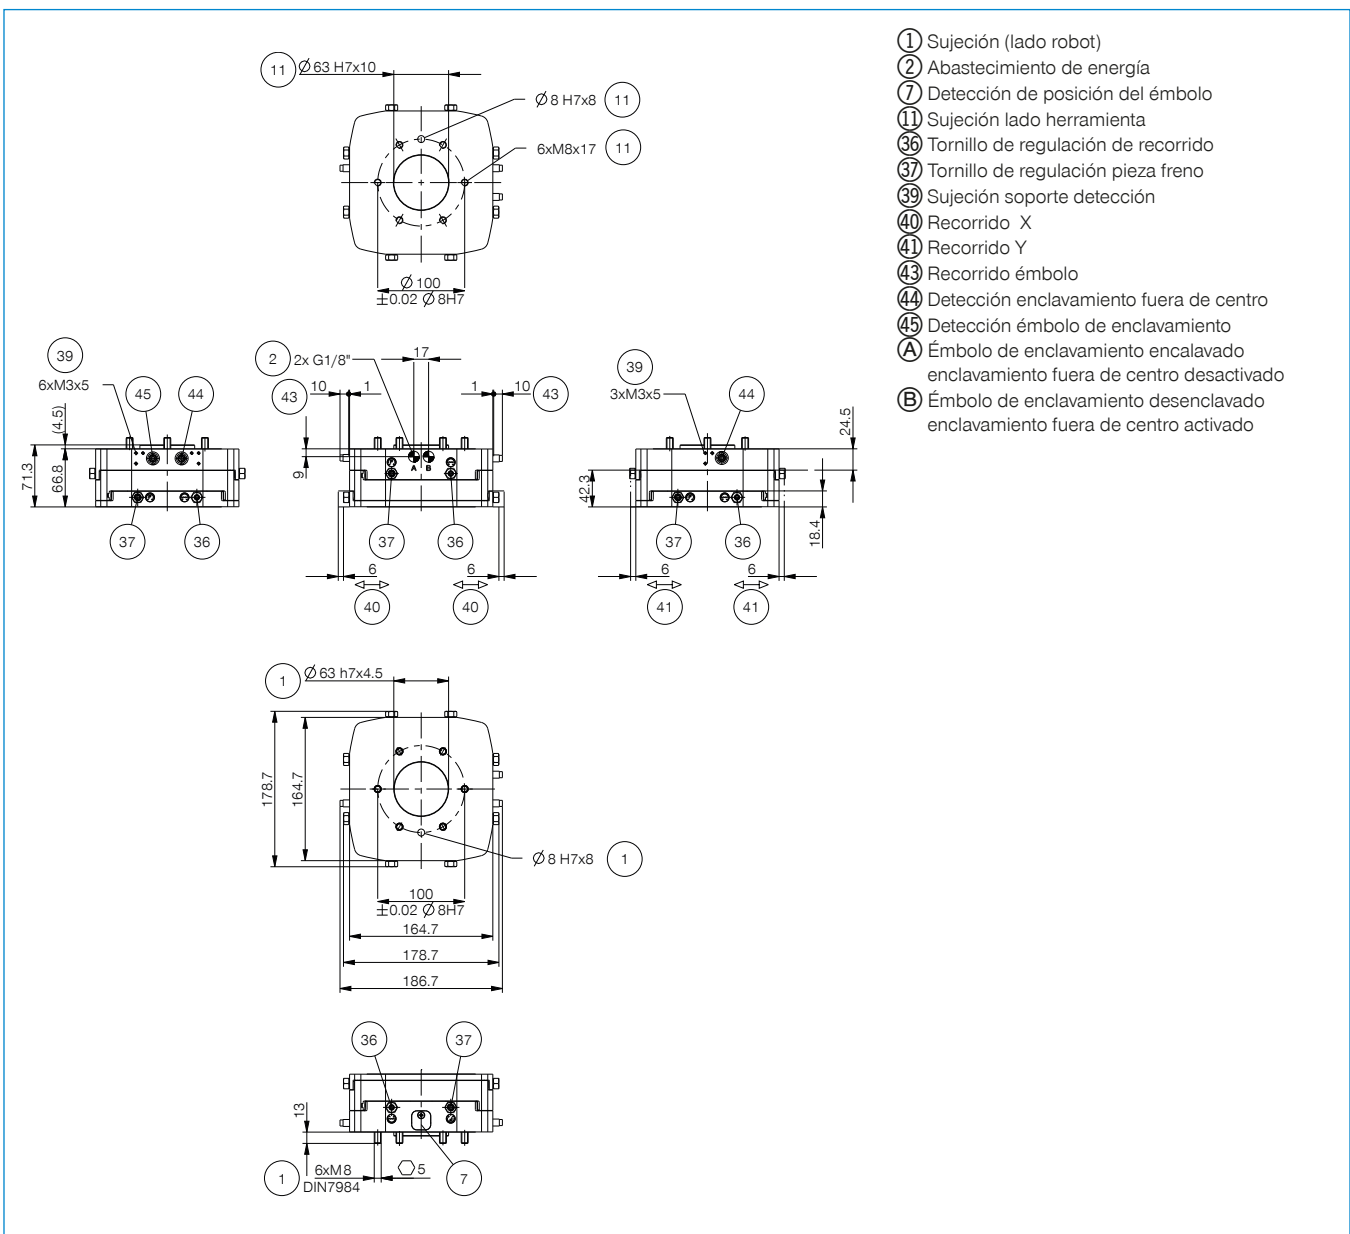 11 Ø 63 H7x10
Ø 8 H7x8 11
6xM8x17 11
Ø 100
±0.02 Ø 8H7
1 Sujeción (lado robot)
2 Abastecimiento de energía
7 Detección de posición del émbolo
11 Sujeción lado herramienta
36 Tornillo de regulación de recorrido
37 Tornillo de regulación pieza freno
39 Sujeción soporte detección
40 Recorrido X
41 Recorrido Y
43 Recorrido émbolo
44 Detección enclavamiento fuera de centro
45 Detección émbolo de enclavamiento
A Émbolo de enclavamiento encalavado
enclavamiento fuera de centro desactivado
B Émbolo de enclavamiento desenclavado
enclavamiento fuera de centro activado
39
6xM3x5
45 44
(4.5)
71.3
66.8
37 36
2 2x G1/8"
17
43 10 1
1 10 43
9
A B
37 36
6 6
40 40
39
3xM3x5
44
24.5
42.3
18.4
37 36
6 6
41 41
1 Ø 63 h7x4.5
178.7
164.7
Ø 8 H7x8 1
100
±0.02 Ø 8H7
164.7
178.7
186.7
36 37
13
1 6xM8
DIN7984
5
7